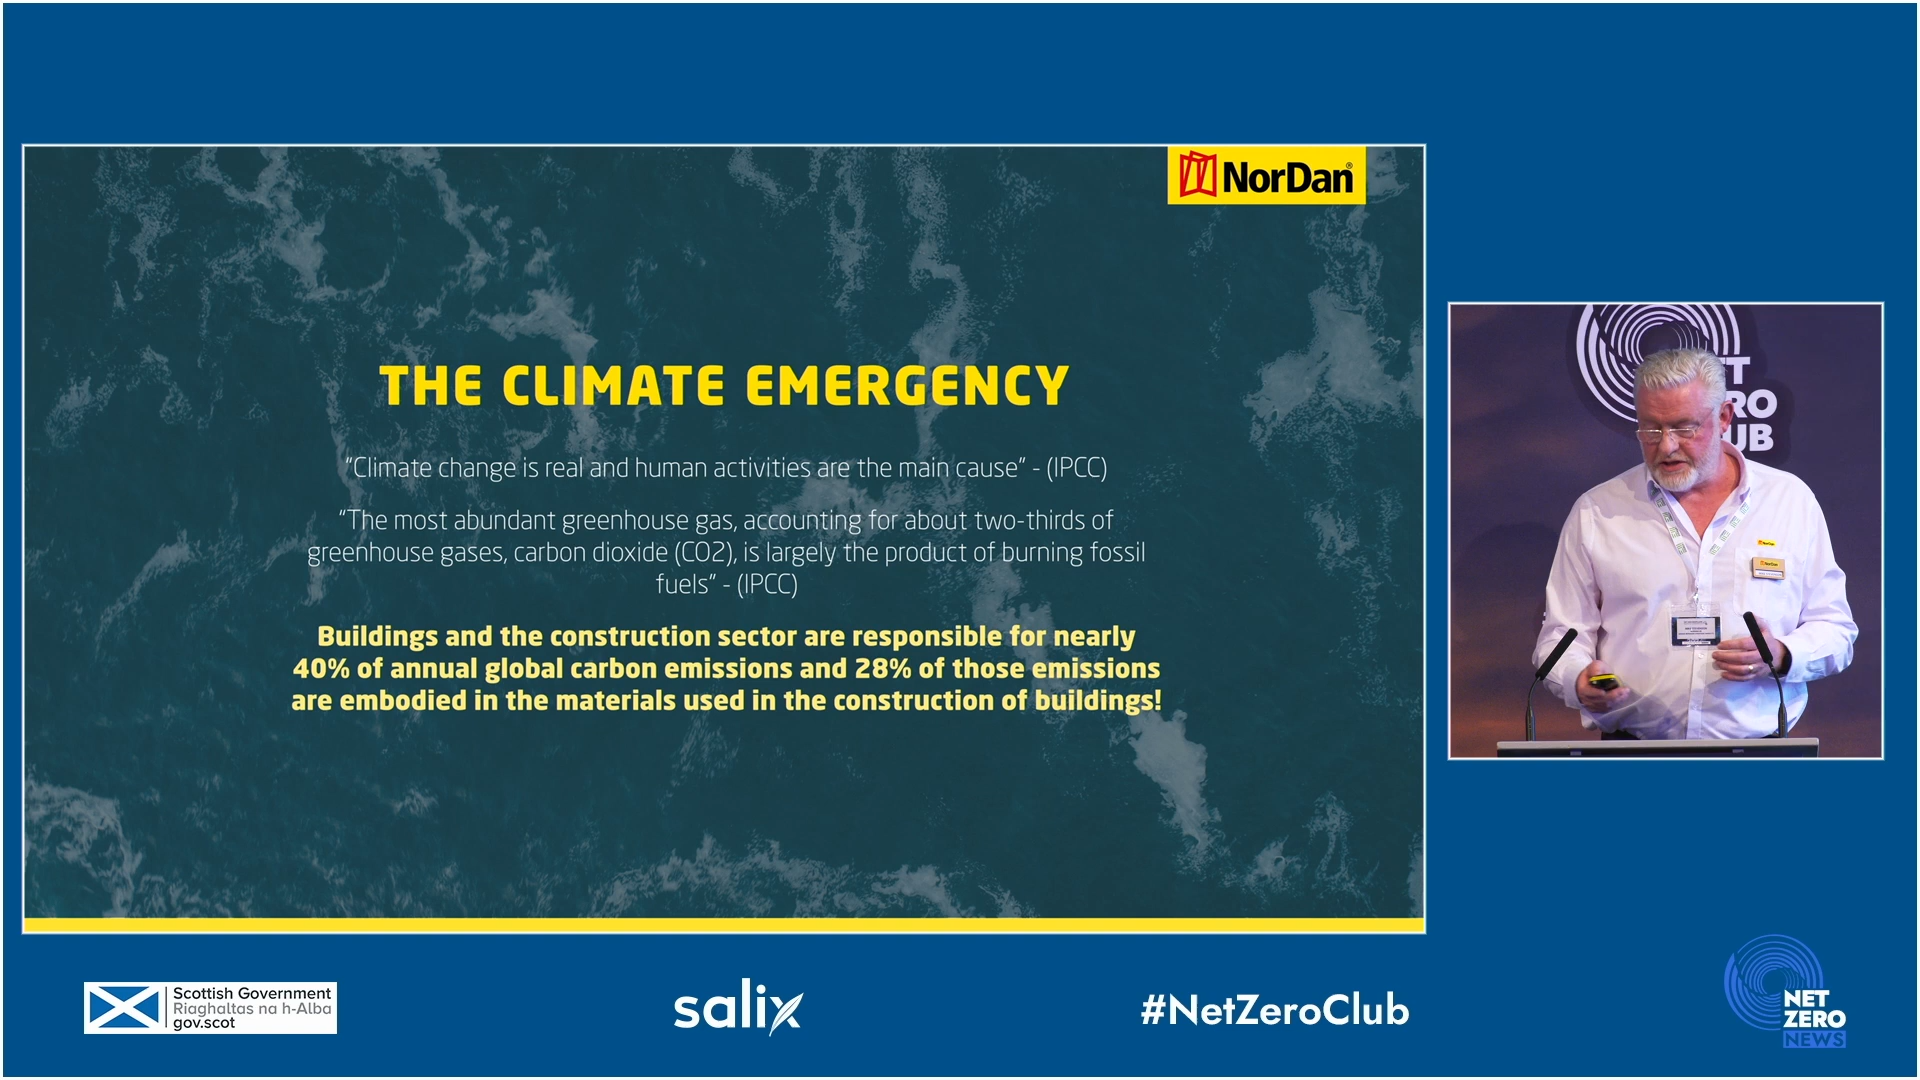 NorDan®
THE CLIMATE EMERGENCY
“Climate change is real and human activities are the main cause” - (IPCC)
“The most abundant greenhouse gas, accounting for about two-thirds of
greenhouse gases, carbon dioxide (CO2), is largely the product of burning fossil
fuels” - (IPCC)
Buildings and the construction sector are responsible for nearly
40% of annual global carbon emissions and 28% of those emissions
are embodied in the materials used in the construction of buildings!
NorDan
NorDan
Scottish Government
Riaghaltas na h-Alba
gov.scot
salix
#NetZeroClub
NET
ZERO
NEWS